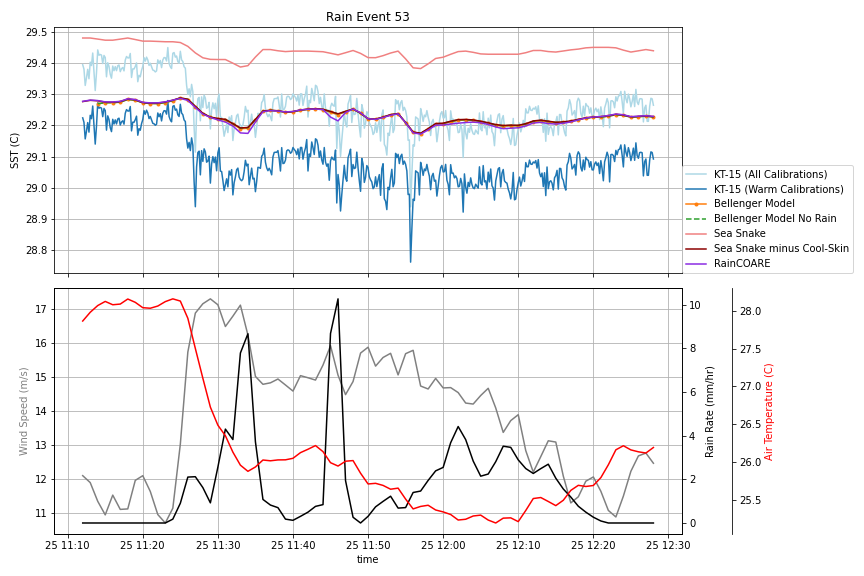 Rain Event 53
29.5
29.4
29.3
29.2
29.1
29.0
28.9
28.8
SST (C)
KT-15 (All Calibrations)
KT-15 (Warm Calibrations)
Bellenger Model
Bellenger Model No Rain
Sea Snake
Sea Snake minus Cool-Skin
RainCOARE
17
16
15
14
13
12
11
Wind Speed (m/s)
10
8
6
4
2
0
Rain Rate (mm/hr)
28.0
27.5
27.0
26.5
26.0
25.5
Air Temperature (C)
25 11:10
25 11:20
25 11:30
25 11:40
25 11:50
25 12:00
25 12:10
25 12:20
25 12:30
time